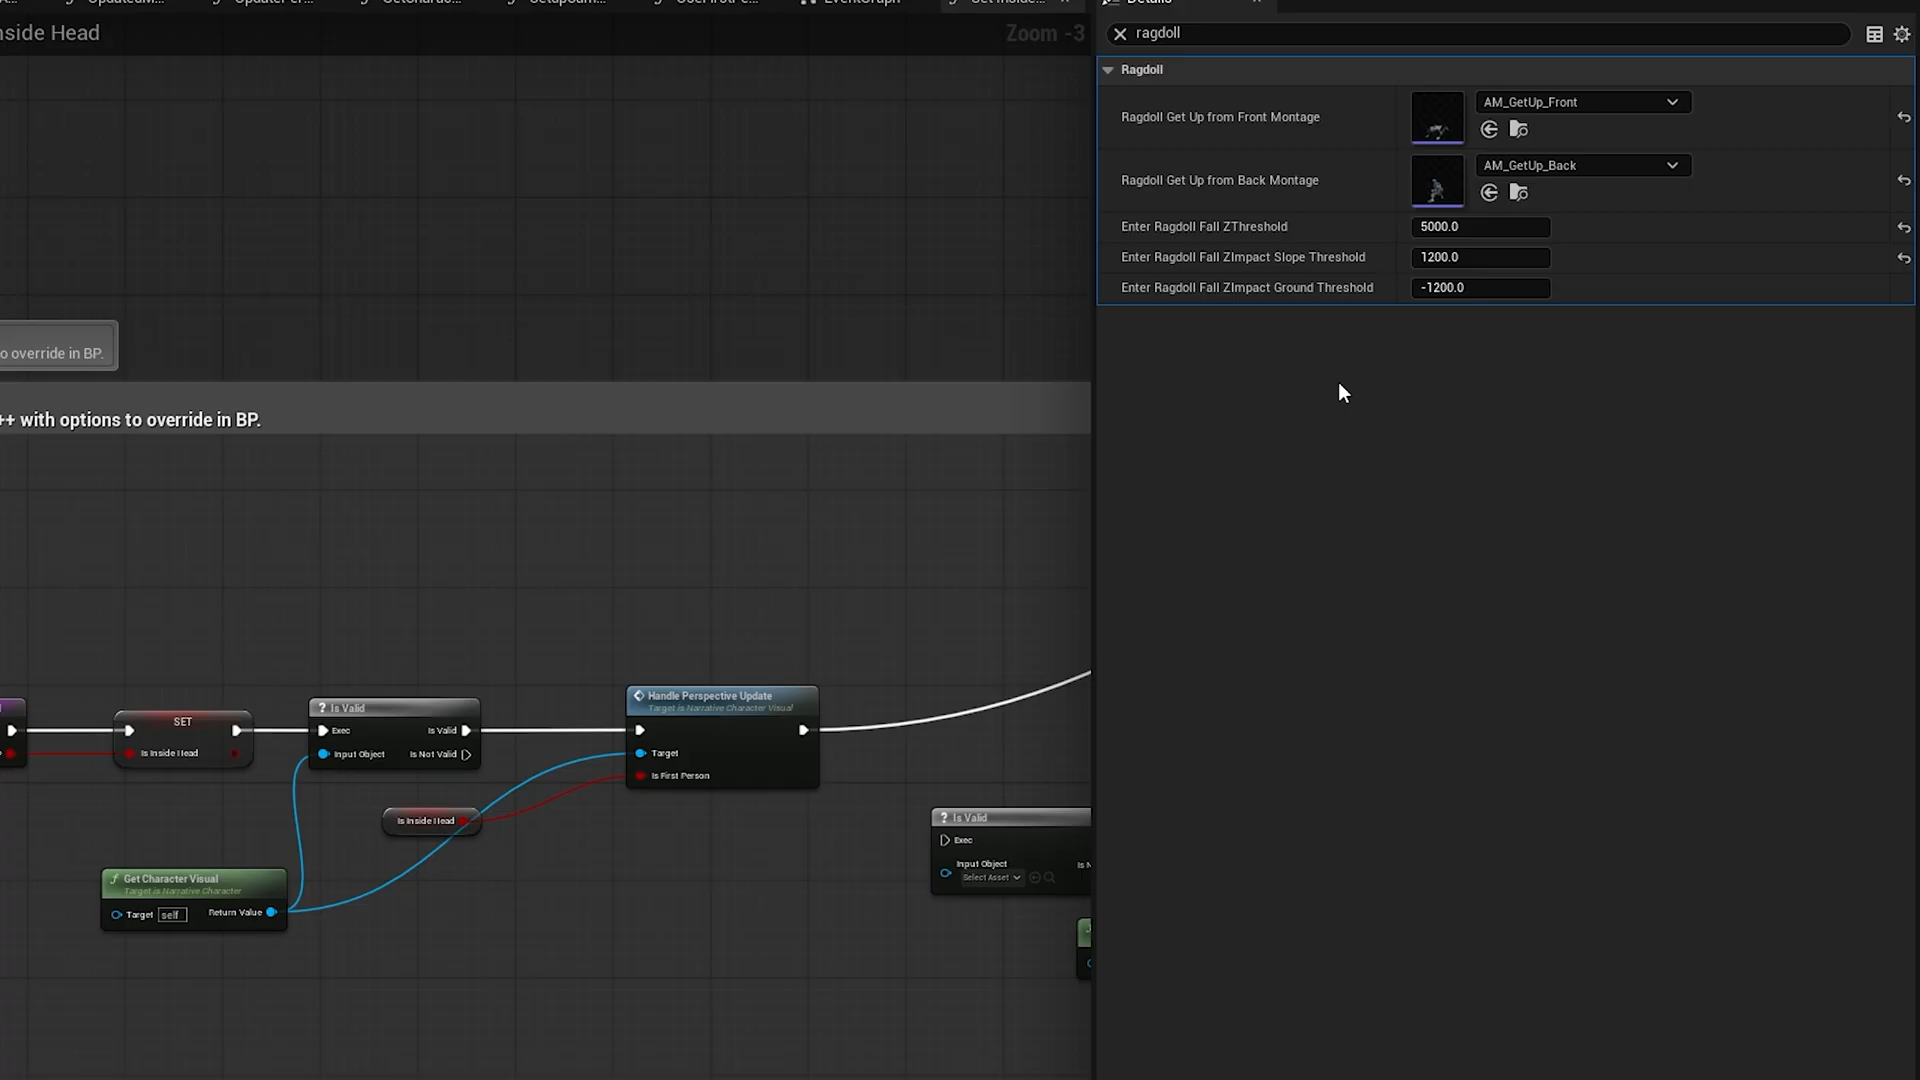 EventGraph
Details
nside Head
Zoom -3
ragdoll
Ragdoll
Ragdoll Get Up from Front Montage
AM_GetUp_Front
Ragdoll Get Up from Back Montage
AM_GetUp_Back
Enter Ragdoll Fall ZThreshold
5000.0
Enter Ragdoll Fall ZImpact Slope Threshold
1200.0
Enter Ragdoll Fall ZImpact Ground Threshold
-1200.0
o override in BP.
++ with options to override in BP.
SET
Is Inside Head
? Is Valid
Exec
Is Valid
Input Object
Is Not Valid
Handle Perspective Update
Target is Narrative Character Visual
Target
Is First Person
Is Inside Head
? Is Valid
Exec
Input Object
Select Asset
Is N
f Get Character Visual
Target is Narrative Character
Target
self
Return Value